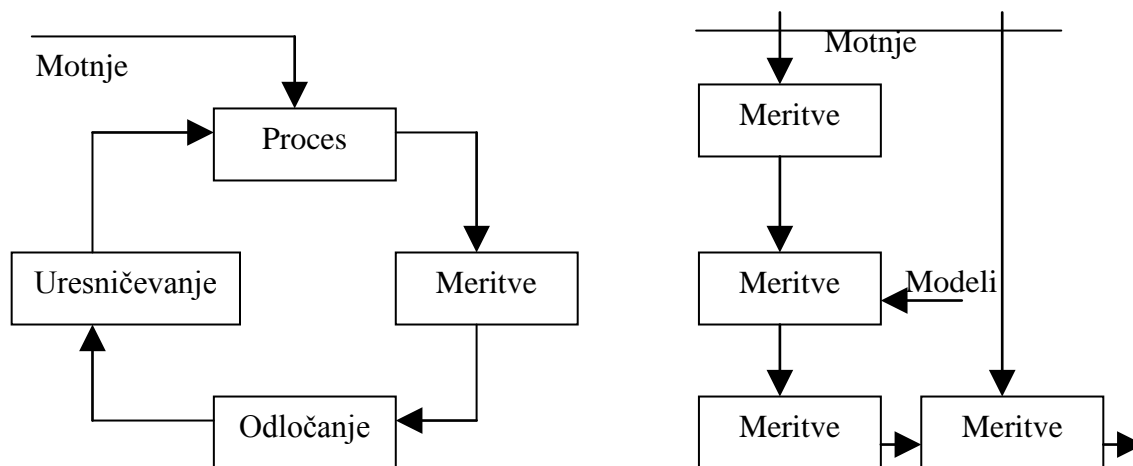 Motnje
Proces
Uresničevanje
Meritve
Odločanje
Motnje
Meritve
Meritve
Modeli
Meritve
Meritve